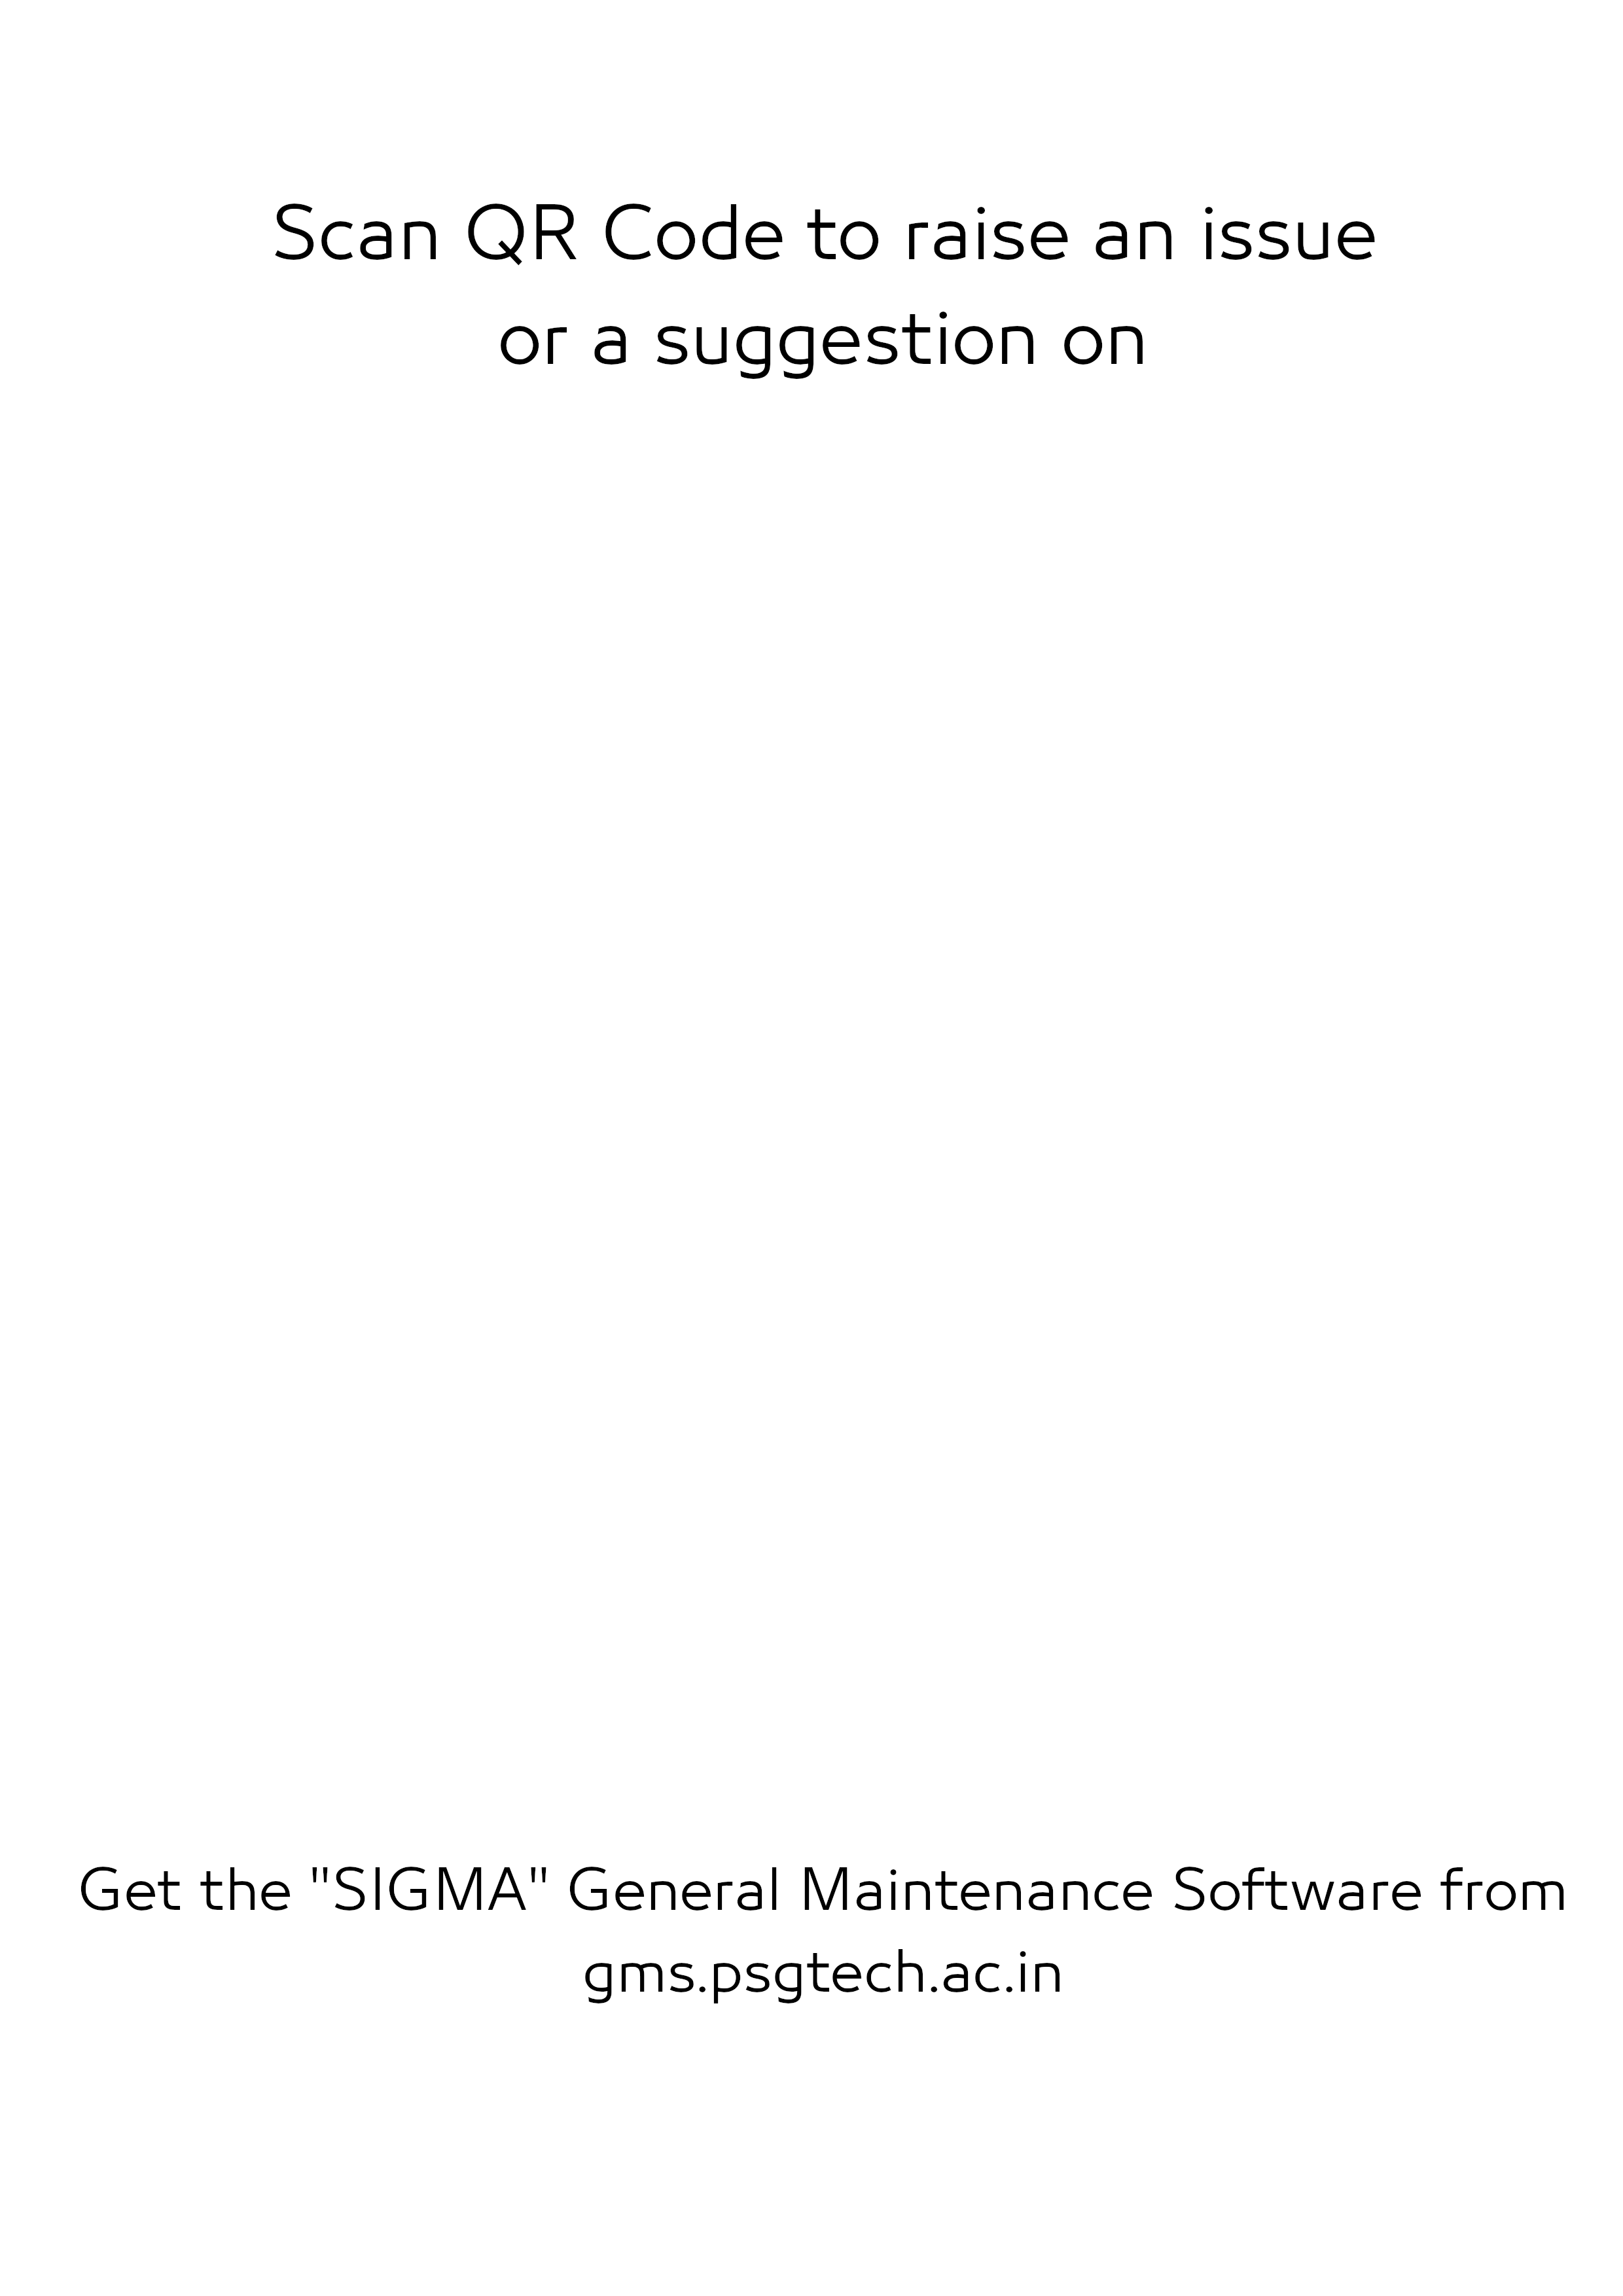 Scan QR Code to raise an issue
or a suggestion on
Get the "SIGMA" General Maintenance Software from
gms.psgtech.ac.in